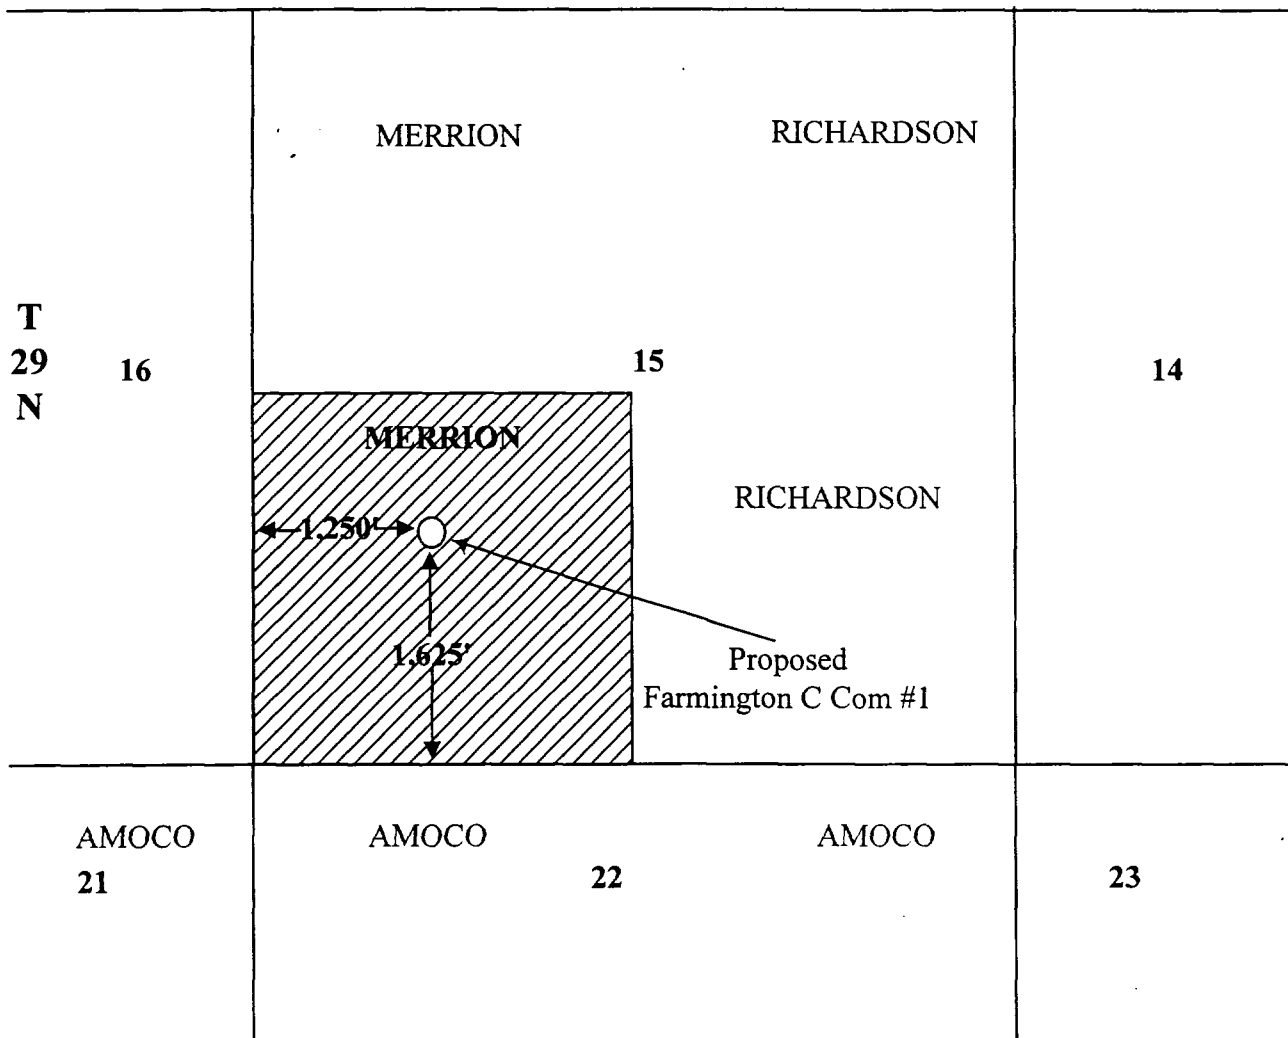 MERRION
RICHARDSON
T
29
N
16
15
14
MERRION
RICHARDSON
1,250'
1,625'
Proposed
Farmington C Com #1
AMOCO
AMOCO
AMOCO
21
22
23